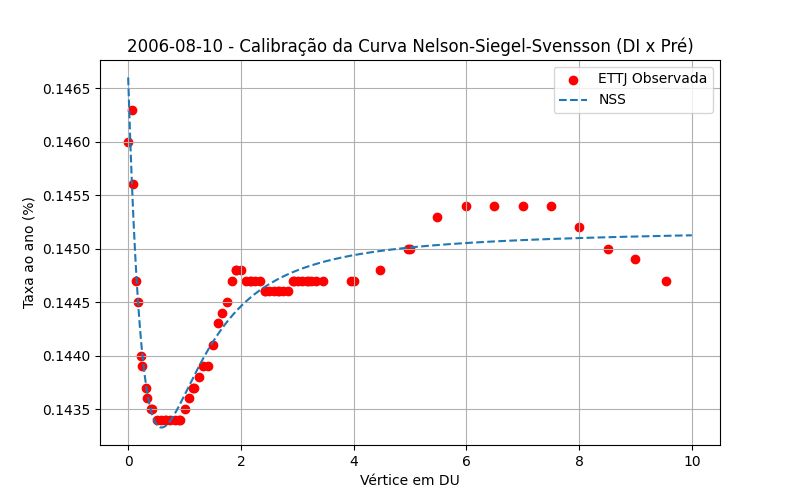 2006-08-10 - Calibração da Curva Nelson-Siegel-Svensson (DI x Pré)
ETTJ Observada
NSS
Taxa ao ano (%)
0.1465
0.1460
0.1455
0.1450
0.1445
0.1440
0.1435
0 2 4 6 8 10
Vértice em DU